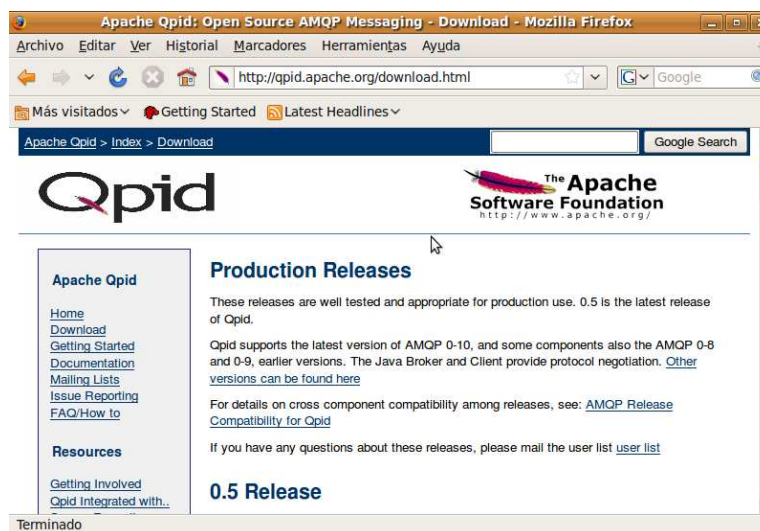 Apache Qpid: Open Source AMQP Messaging - Download - Mozilla Firefox
Archivo Editar Ver Historial Marcadores Herramientas Ayuda
http://qpid.apache.org/download.html
G Google
Más visitados Getting Started Latest Headlines
Apache Qpid > Index > Download
Google Search
Qpid
The Apache
Software Foundation
http://www.apache.org/
Apache Qpid
Home
Download
Getting Started
Documentation
Mailing Lists
Issue Reporting
FAQ/How to
Resources
Getting Involved
Qpid Integrated with..
Production Releases
These releases are well tested and appropriate for production use. 0.5 is the latest release
of Qpid.
Qpid supports the latest version of AMQP 0-10, and some components also the AMQP 0-8
and 0-9, earlier versions. The Java Broker and Client provide protocol negotiation. Other
versions can be found here
For details on cross component compatibility among releases, see: AMQP Release
Compatibility for Qpid
If you have any questions about these releases, please mail the user list user list
0.5 Release
Terminado